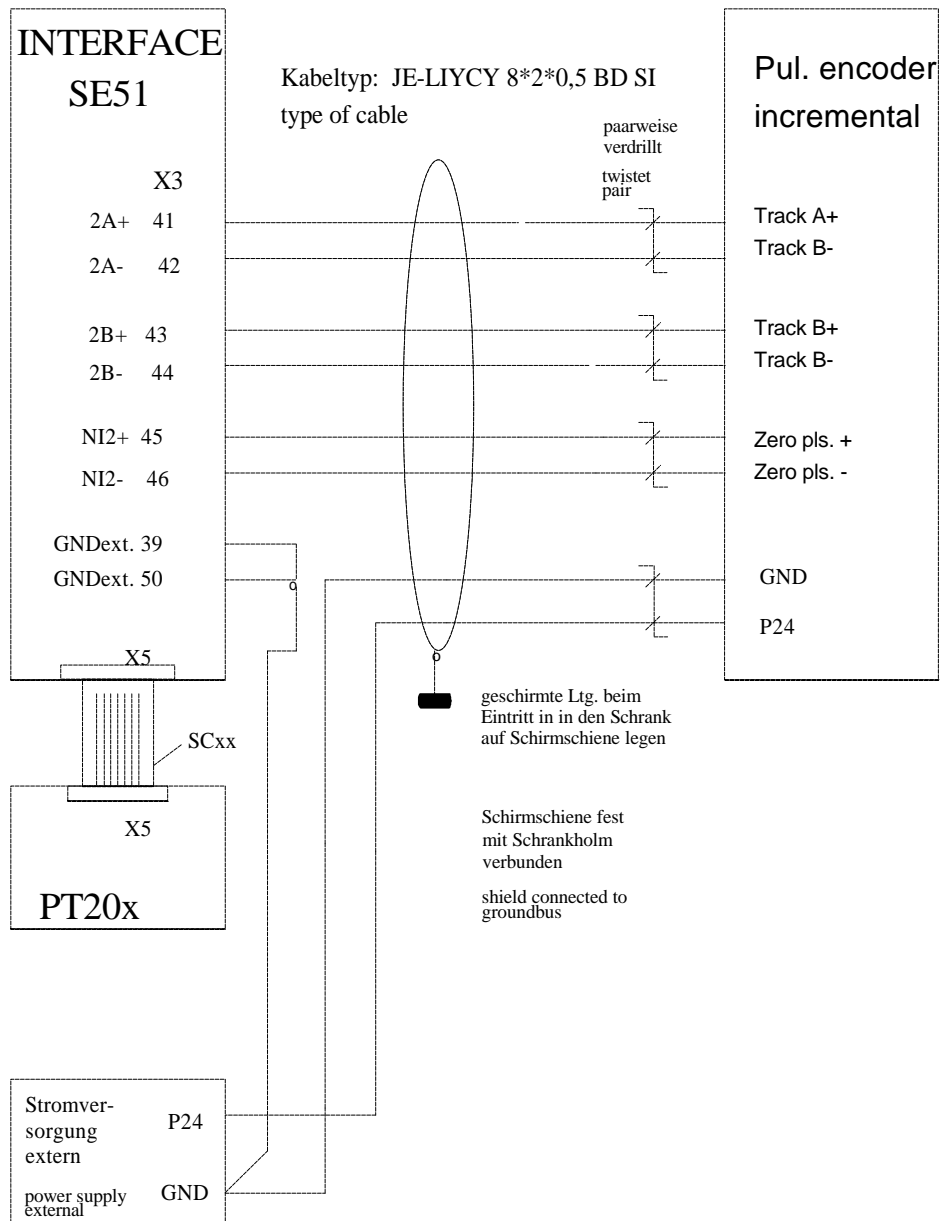 INTERFACE
SE51
Kabeltyp: JE-LIYCY 8*2*0,5 BD SI
type of cable
Pul. encoder
incremental
paarweise
verdrillt
twistet
pair
X3
2A+ 41
2A- 42
2B+ 43
2B- 44
NI2+ 45
NI2- 46
GNDext. 39
GNDext. 50
X5
Track A+
Track B-
Track B+
Track B-
Zero pls. +
Zero pls. -
GND
P24
geschirmte Ltg. beim
Eintritt in in den Schrank
auf Schirmschiene legen
SCxx
X5
PT20x
Schirmschiene fest
mit Schrankholm
verbunden
shield connected to
groundbus
Stromver-
sorgung
extern
power supply
external
P24
GND